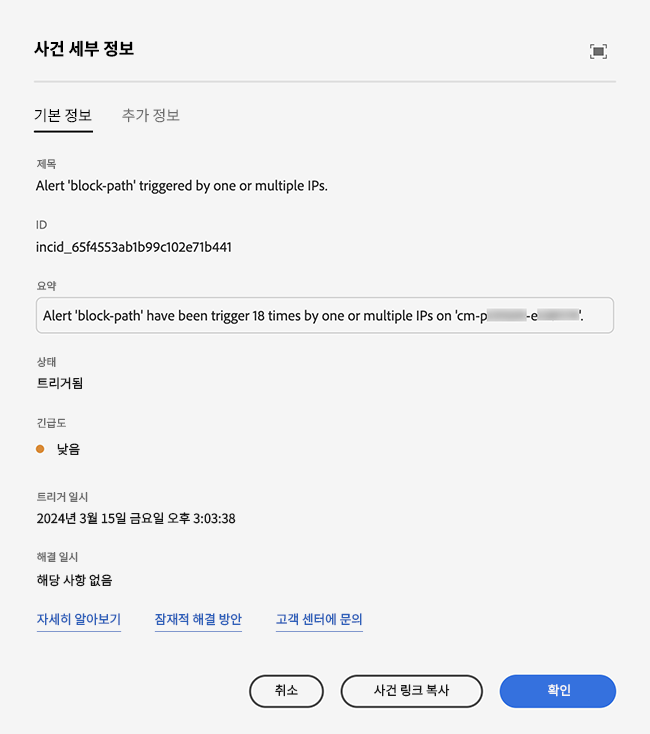 사건 세부 정보
기본 정보 추가 정보
제목
Alert 'block-path' triggered by one or multiple IPs.
ID
incid_65f4553ab1b99c102e71b441
요약
Alert 'block-path' have been trigger 18 times by one or multiple IPs on 'cm-p -e '.
상태
트리거됨
긴급도
낮음
트리거 일시
2024년 3월 15일 금요일 오후 3:03:38
해결 일시
해당 사항 없음
자세히 알아보기 잠재적 해결 방안 고객 센터에 문의
취소 사건 링크 복사 확인